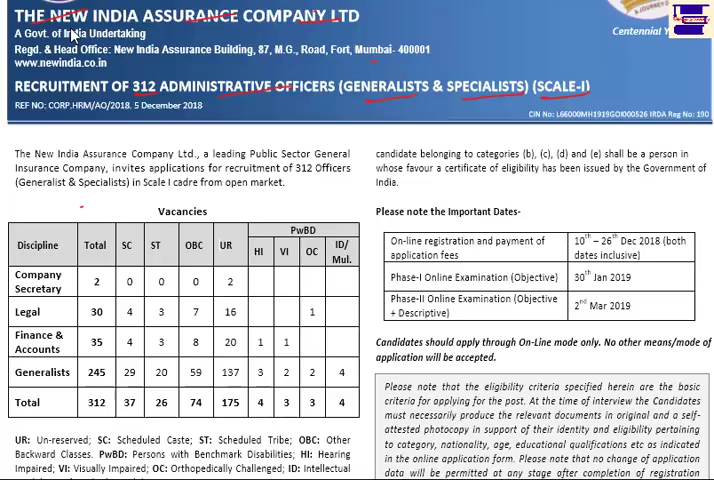 THE NEW INDIA ASSURANCE COMPANY LTD
A Govt. of India Undertaking
Regd. & Head Office: New India Assurance Building, 87, M.G., Road, Fort, Mumbai- 400001
www.newindia.co.in
Centennial
RECRUITMENT OF 312 ADMINISTRATIVE OFFICERS (GENERALISTS & SPECIALISTS) (SCALE-I)
REF NO: CORP.HRM/AO/2018. 5 December 2018
CIN No: L66000MH1919GOI000526 IRDA Reg No: 190
The New India Assurance Company Ltd., a leading Public Sector General
Insurance Company, invites applications for recruitment of 312 Officers
(Generalist & Specialists) in Scale I cadre from open market.
Vacancies
Discipline Total SC ST OBC UR PwBD
HI VI OC ID/ Mul.
Company Secretary 2 0 0 0 2
Legal 30 4 3 7 16 1
Finance & Accounts 35 4 3 8 20 1 1
Generalists 245 29 20 59 137 3 2 2 4
Total 312 37 26 74 175 4 3 3 4
UR: Un-reserved; SC: Scheduled Caste; ST: Scheduled Tribe; OBC: Other
Backward Classes. PwBD: Persons with Benchmark Disabilities; HI: Hearing
Impaired; VI: Visually Impaired; OC: Orthopedically Challenged; ID: Intellectual
candidate belonging to categories (b), (c), (d) and (e) shall be a person in
whose favour a certificate of eligibility has been issued by the Government of
India.
Please note the Important Dates-
On-line registration and payment of application fees 10th – 26th Dec 2018 (both dates inclusive)
Phase-I Online Examination (Objective) 30th Jan 2019
Phase-II Online Examination (Objective + Descriptive) 2nd Mar 2019
Candidates should apply through On-Line mode only. No other means/mode of
application will be accepted.
Please note that the eligibility criteria specified herein are the basic
criteria for applying for the post. At the time of interview the Candidates
must necessarily produce the relevant documents in original and a self-
attested photocopy in support of their identity and eligibility pertaining
to category, nationality, age, educational qualifications etc as indicated
in the online application form. Please note that no change of application
data will be permitted at any stage after completion of registration